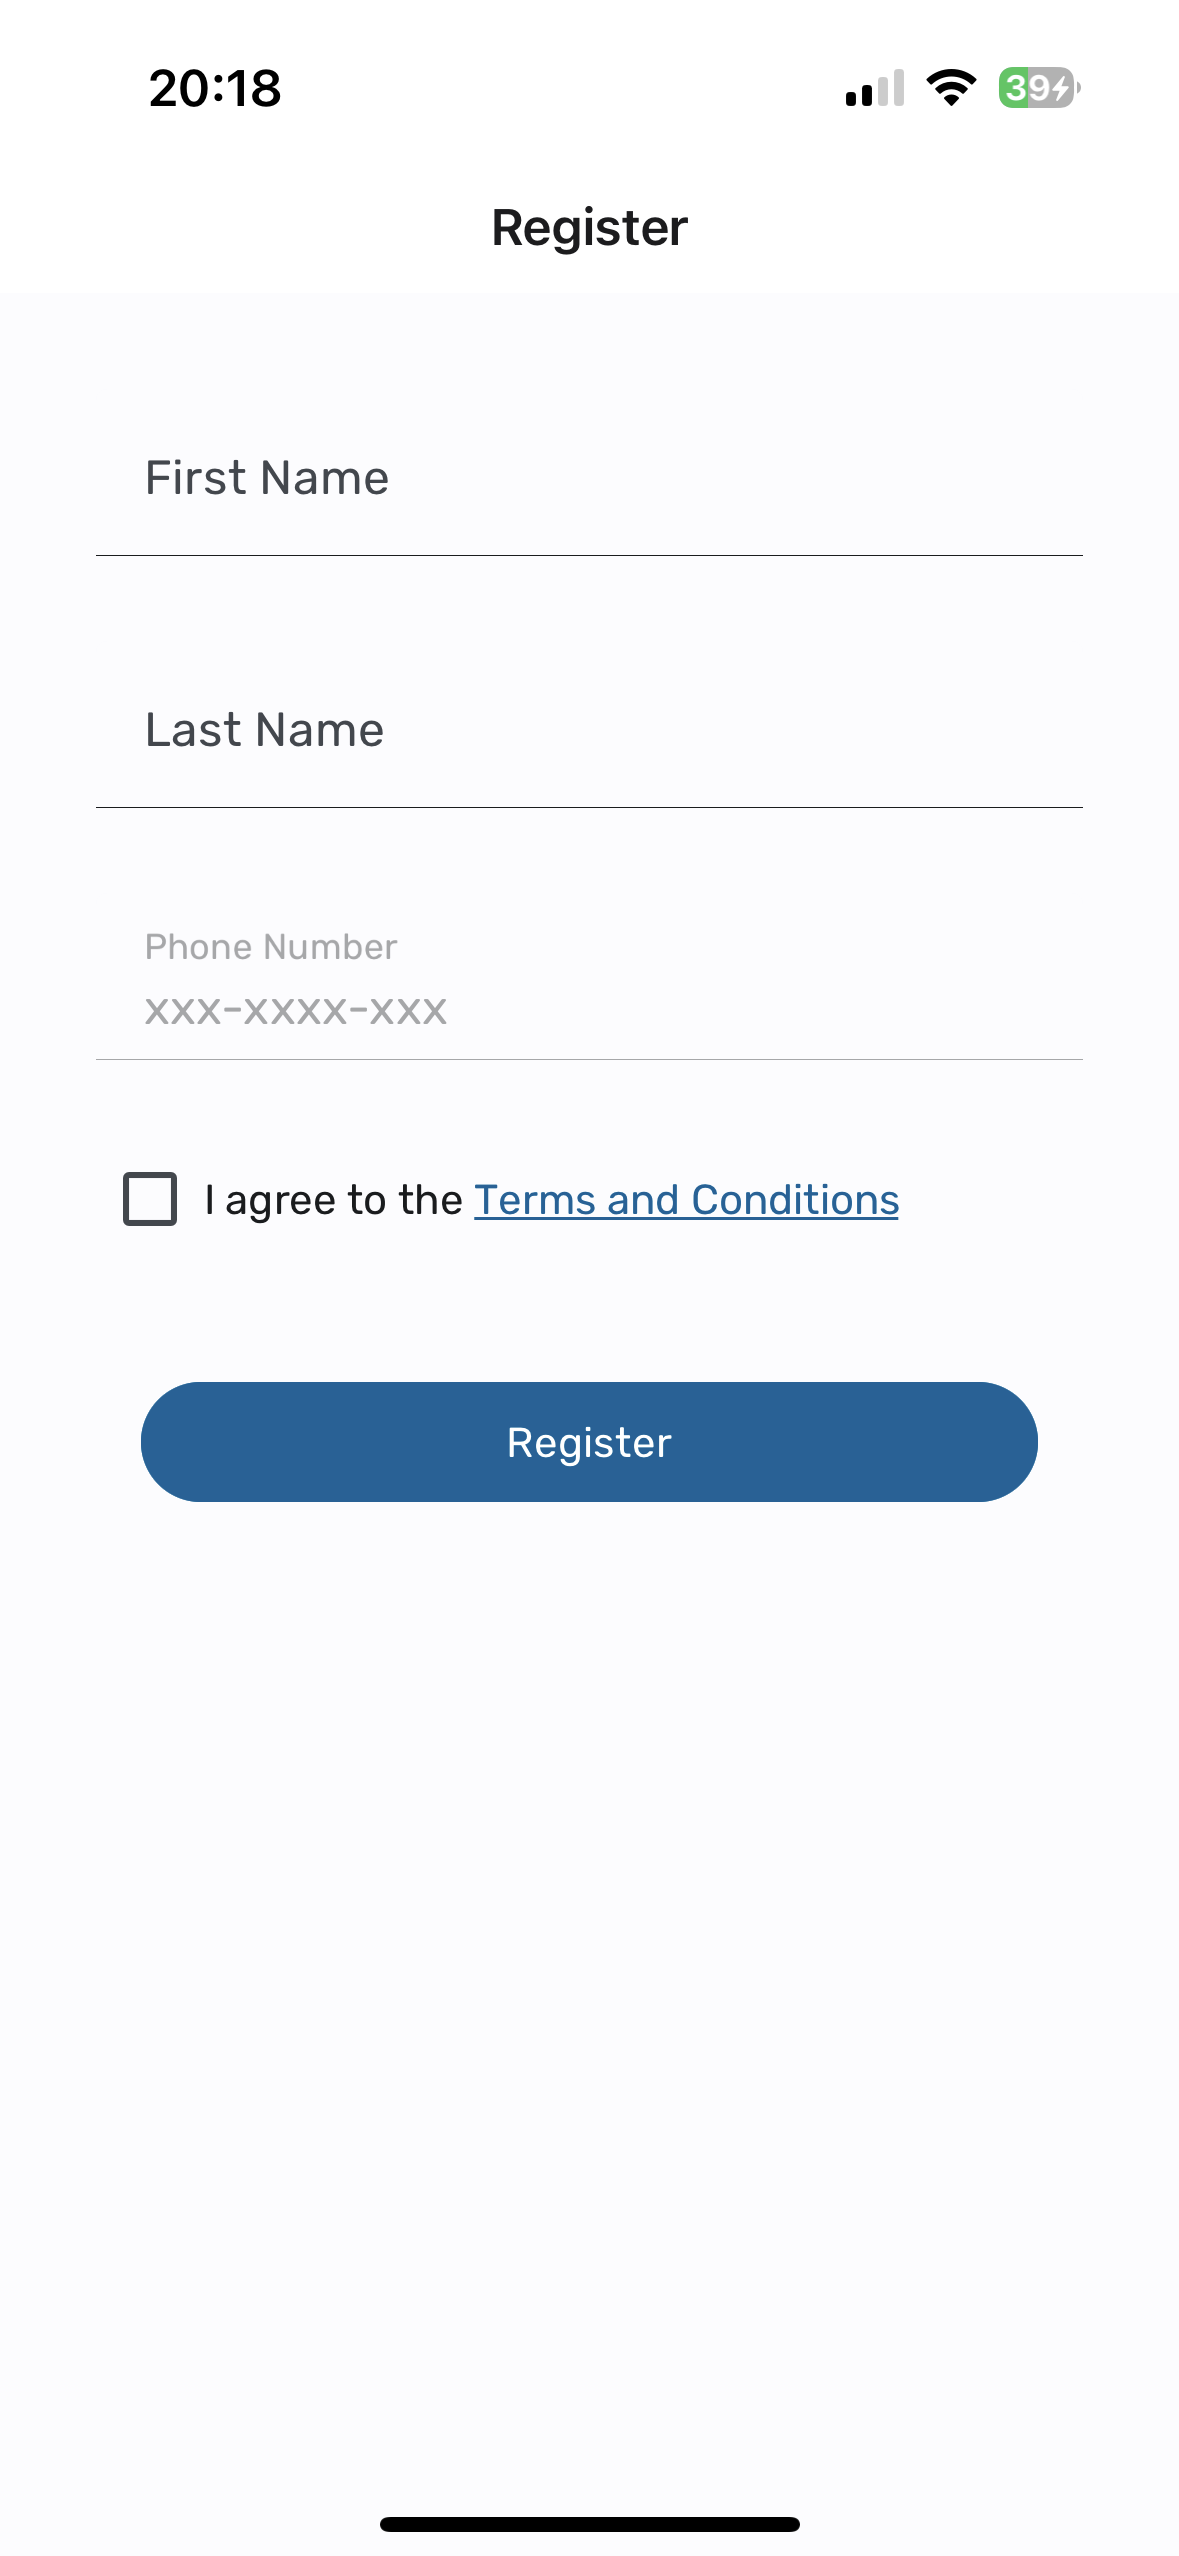 20:18
39
Register
First Name
Last Name
Phone Number
xxx-xxxx-xxx
I agree to the Terms and Conditions
Register